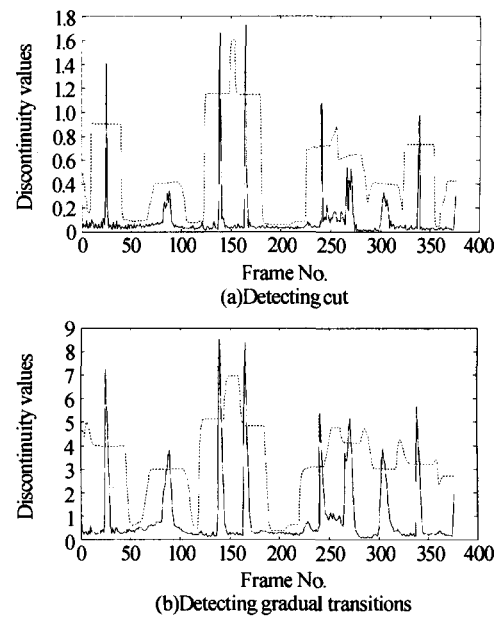 1.8
1.6
1.4
1.2
1.0
0.8
0.6
0.4
0.2
0
Discontinuity values
0 50 100 150 200 250 300 350 400
Frame No.
(a)Detecting cut
9
8
7
6
5
4
3
2
1
0
Discontinuity values
0 50 100 150 200 250 300 350 400
Frame No.
(b)Detecting gradual transitions